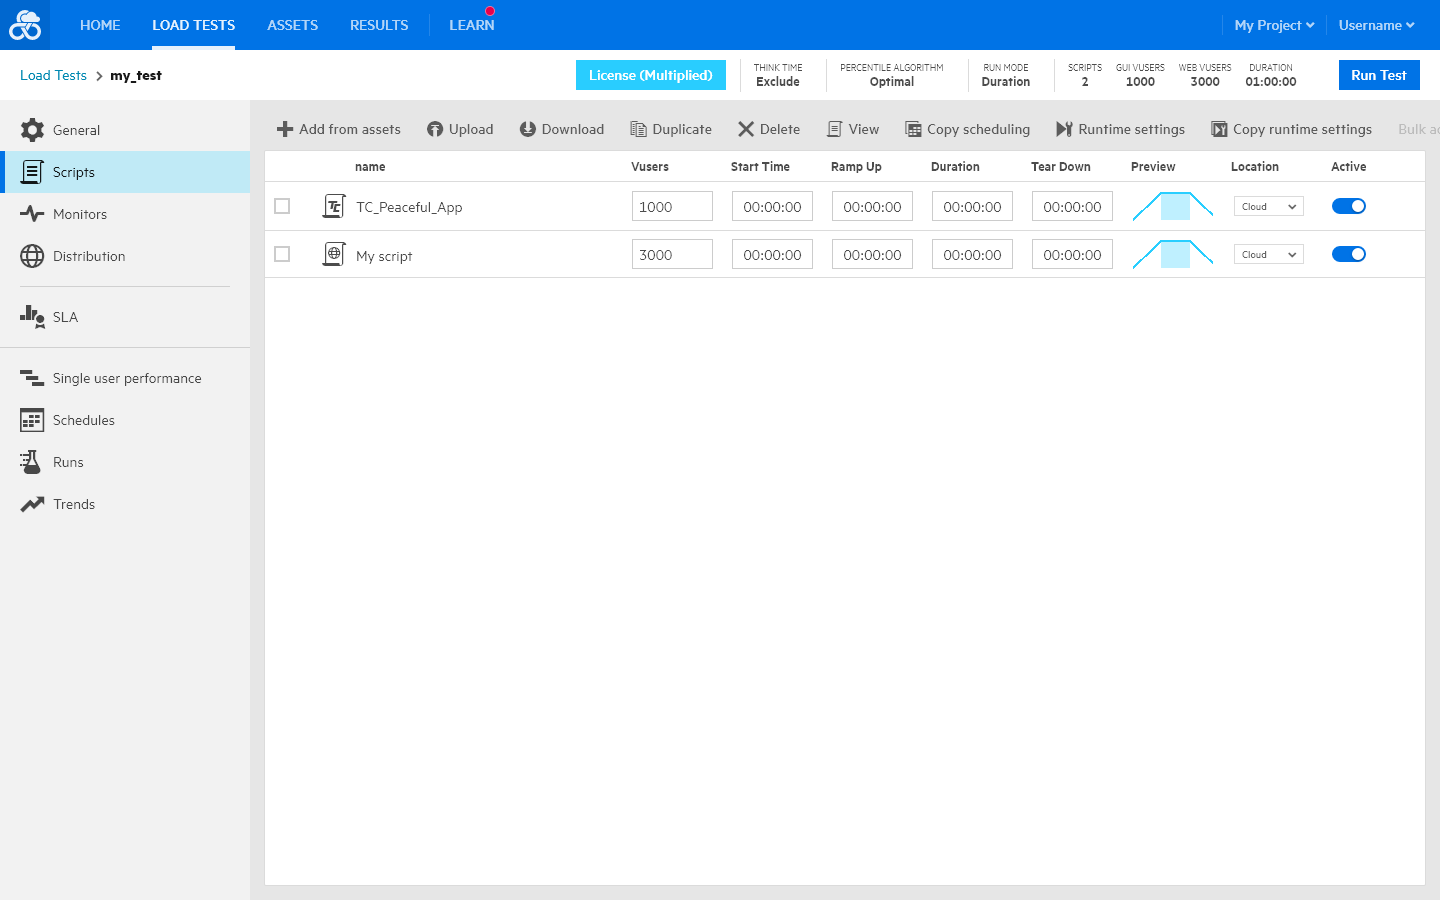 HOME LOAD TESTS ASSETS RESULTS LEARN My Project Username
Load Tests > my_test License (Multiplied) THINK TIME Exclude PERCENTILE ALGORITHM Optimal RUN MODE Duration SCRIPTS 2 GUI VUSERS 1000 WEB VUSERS 3000 DURATION 01:00:00 Run Test
General
Scripts
Monitors
Distribution
SLA
Single user performance
Schedules
Runs
Trends
Add from assets Upload Download Duplicate Delete View Copy scheduling Runtime settings Copy runtime settings Bulk ac
name Vusers Start Time Ramp Up Duration Tear Down Preview Location Active
TC TC_Peaceful_App 1000 00:00:00 00:00:00 00:00:00 00:00:00 Cloud
My script 3000 00:00:00 00:00:00 00:00:00 00:00:00 Cloud